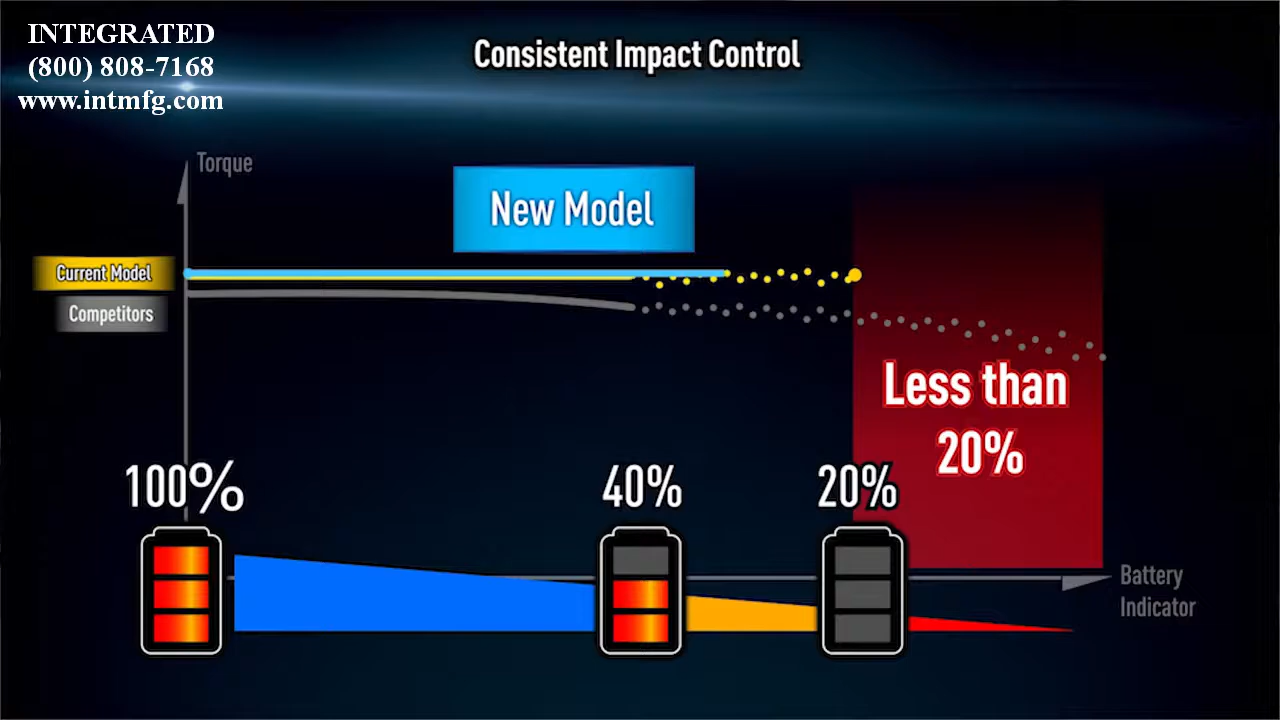 INTEGRATED
(800) 808-7168
www.intmfg.com
Consistent Impact Control
Torque
New Model
Current Model
Competitors
Less than
20%
100%
40%
20%
Battery
Indicator